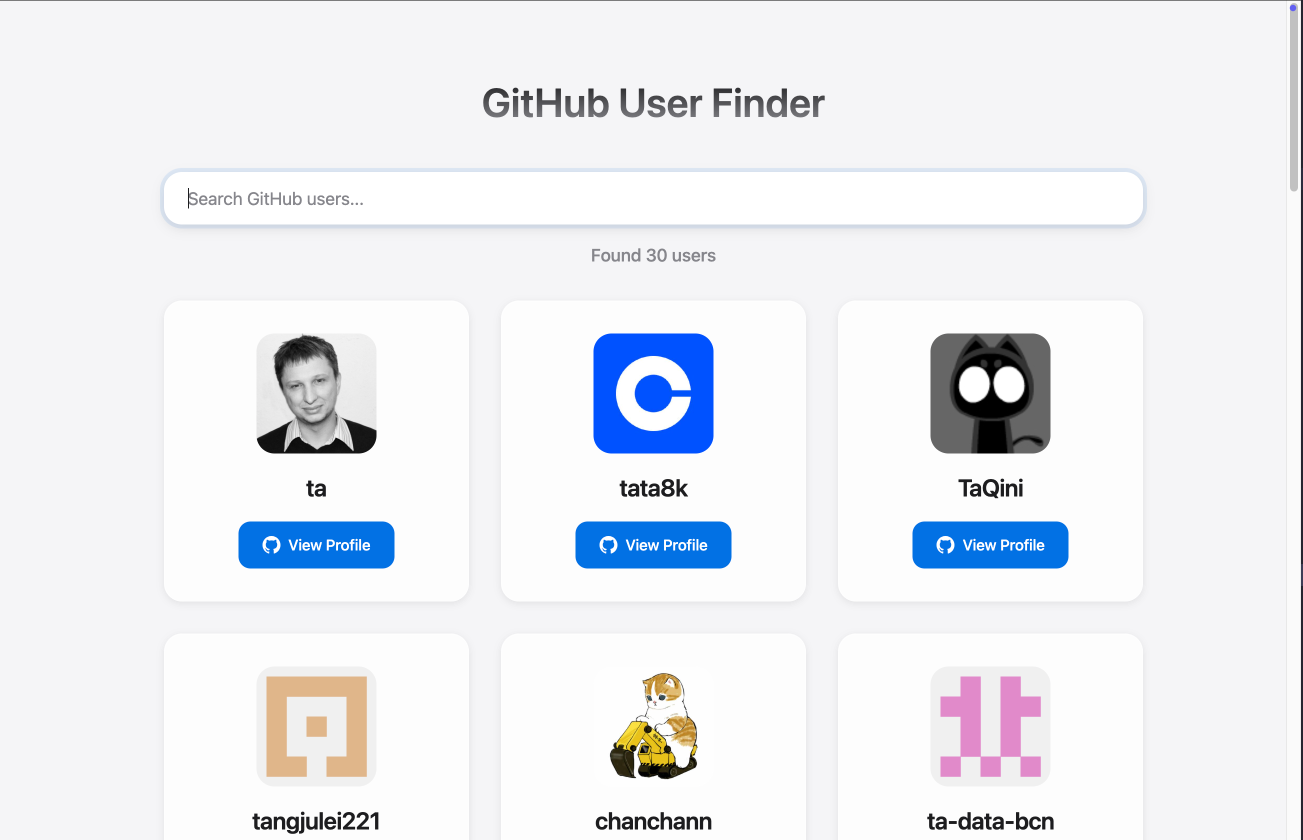 GitHub User Finder
Search GitHub users...
Found 30 users
ta
tata8k
TaQini
View Profile
View Profile
View Profile
tangjulei221
chanchann
ta-data-bcn